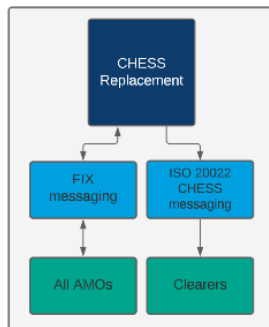 CHESS
Replacement
FIX
messaging
ISO 20022
CHESS
messaging
All AMOs
Clearers